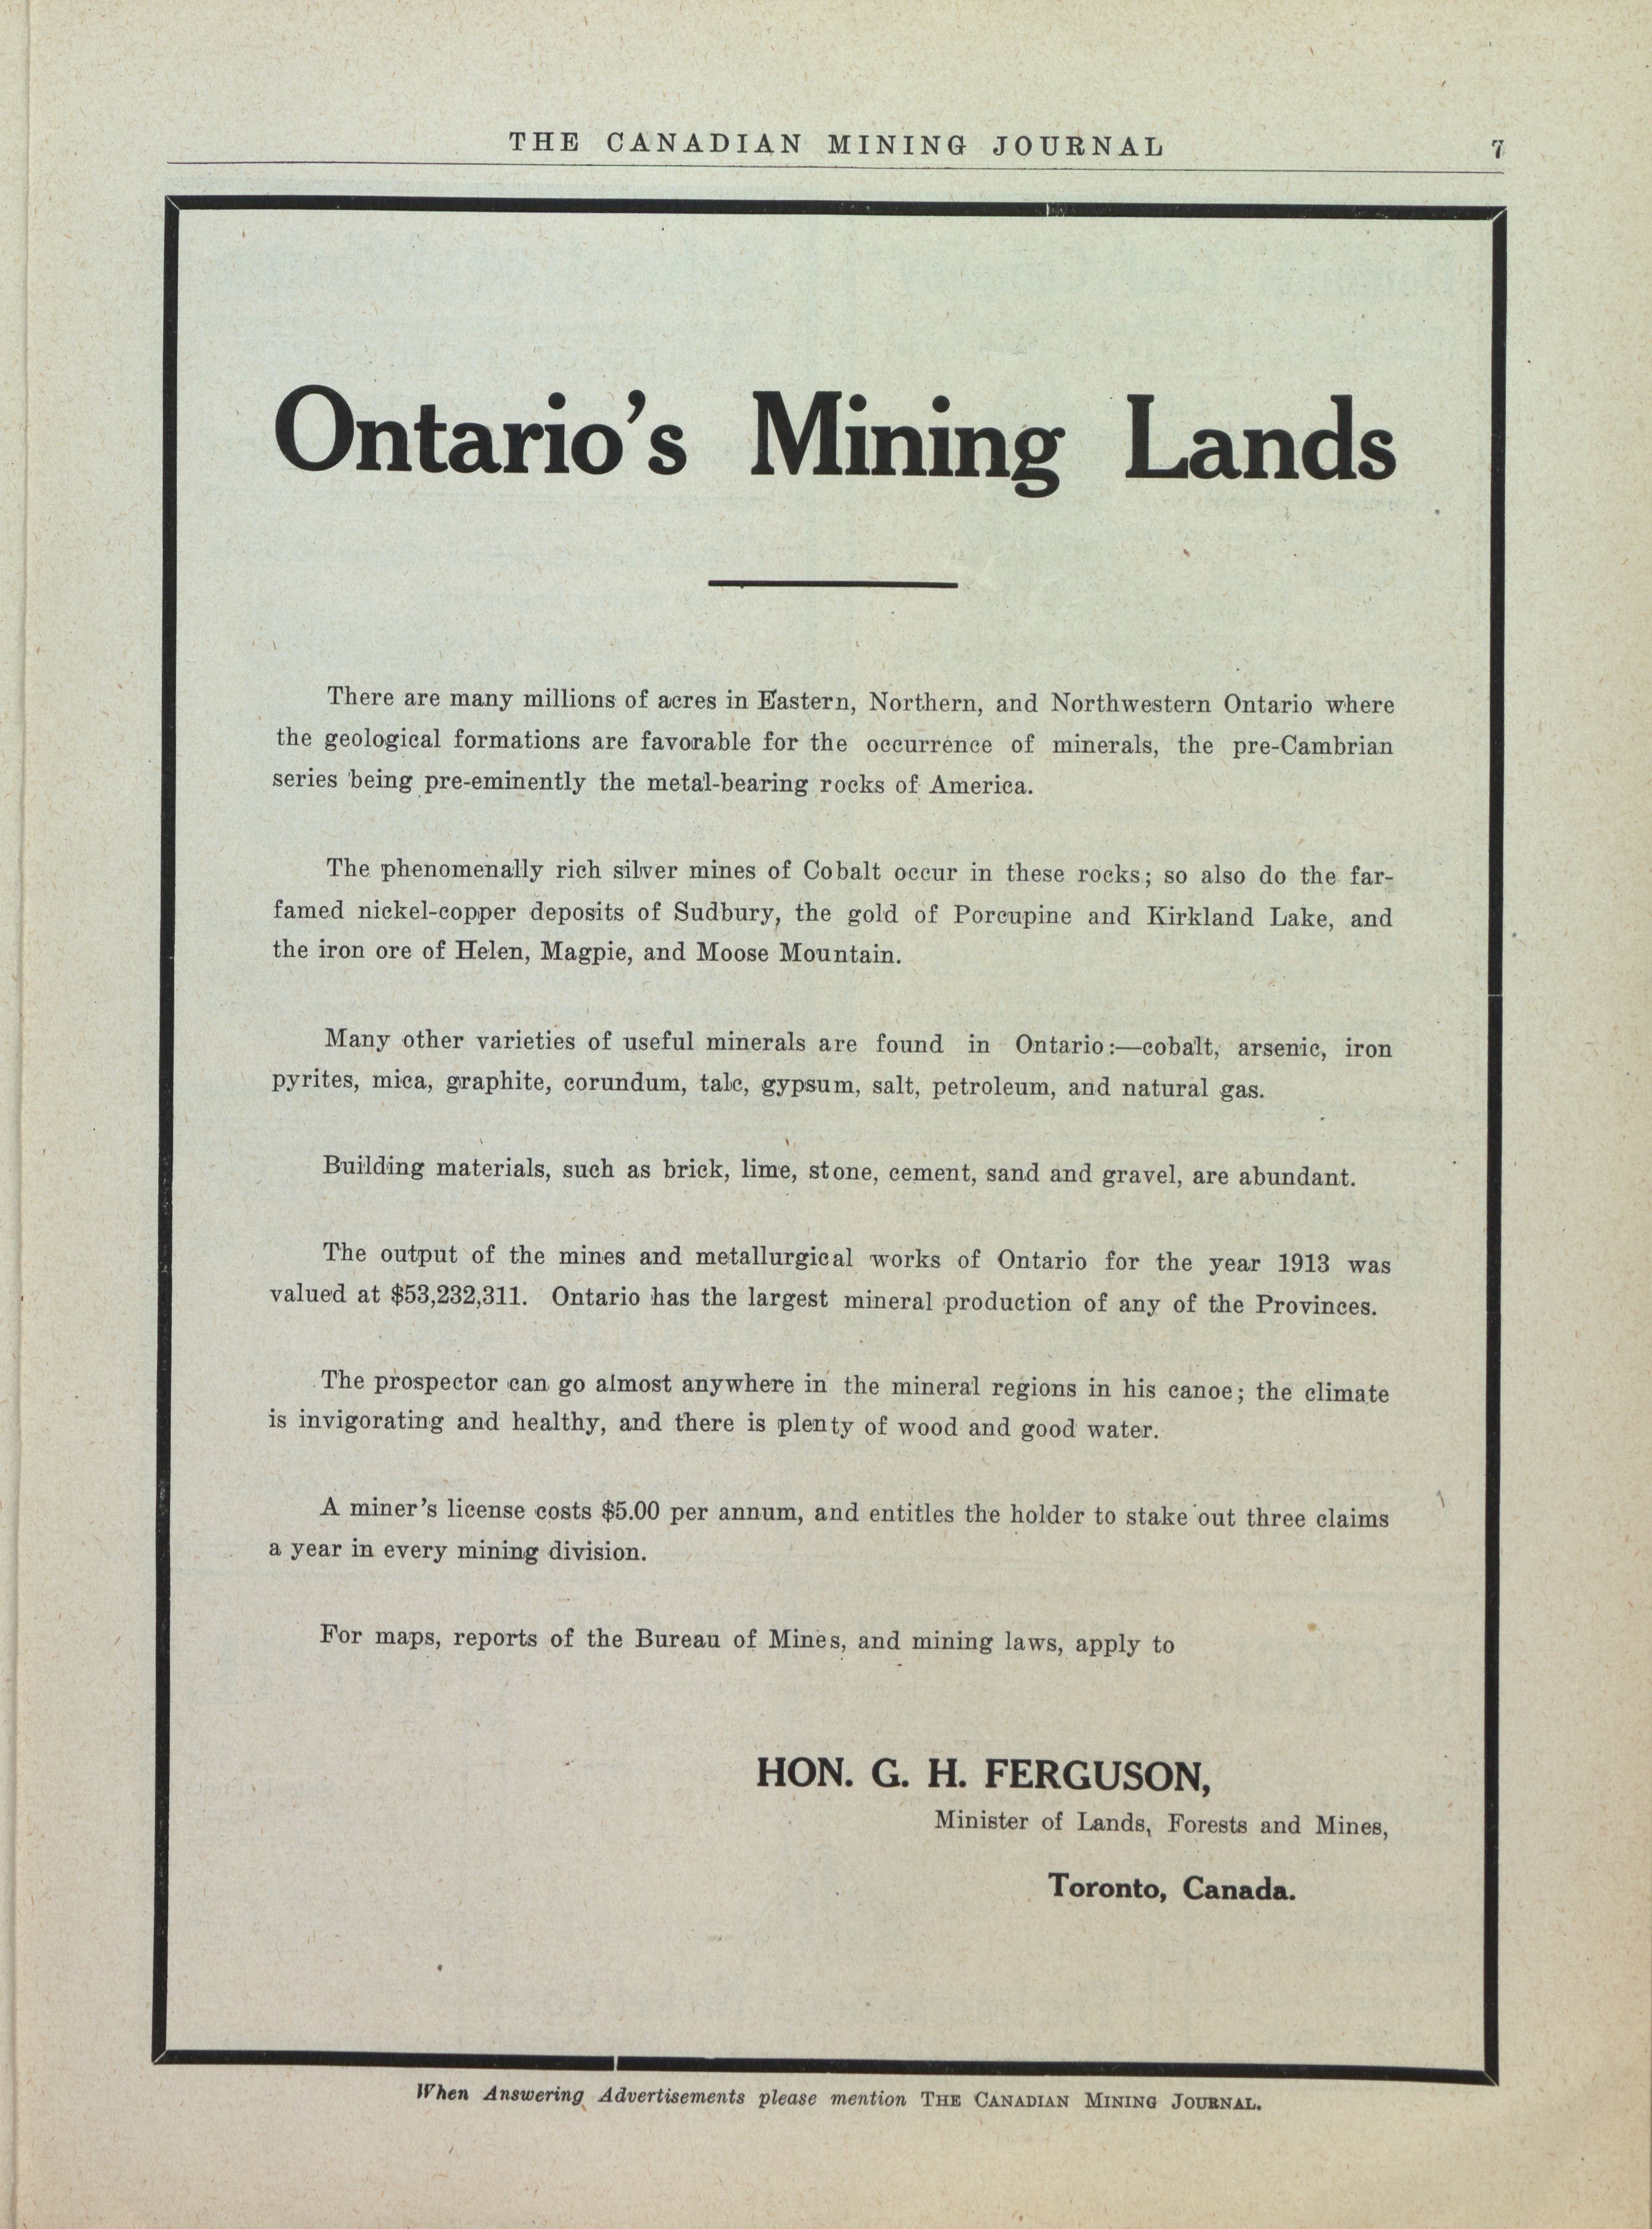 THE CANADIAN MINING JOURNAL 7
Ontario's Mining Lands
There are many millions of acres in Eastern, Northern, and Northwestern Ontario where
the geological formations are favorable for the occurrence of minerals, the pre-Cambrian
series being pre-eminently the metal-bearing rocks of America.
The phenomenally rich silver mines of Cobalt occur in these rocks; so also do the far-
famed nickel-copper deposits of Sudbury, the gold of Porcupine and Kirkland Lake, and
the iron ore of Helen, Magpie, and Moose Mountain.
Many other varieties of useful minerals are found in Ontario:—cobalt, arsenic, iron
pyrites, mica, graphite, corundum, talc, gypsum, salt, petroleum, and natural gas.
Building materials, such as brick, lime, stone, cement, sand and gravel, are abundant.
The output of the mines and metallurgical works of Ontario for the year 1913 was
valued at $53,232,311. Ontario has the largest mineral production of any of the Provinces.
The prospector can go almost anywhere in the mineral regions in his canoe; the climate
is invigorating and healthy, and there is plenty of wood and good water.
A miner's license costs $5.00 per annum, and entitles the holder to stake out three claims
a year in every mining division.
For maps, reports of the Bureau of Mines, and mining laws, apply to
HON. G. H. FERGUSON,
Minister of Lands, Forests and Mines,
Toronto, Canada.
When Answering Advertisements please mention THE CANADIAN MINING JOURNAL.